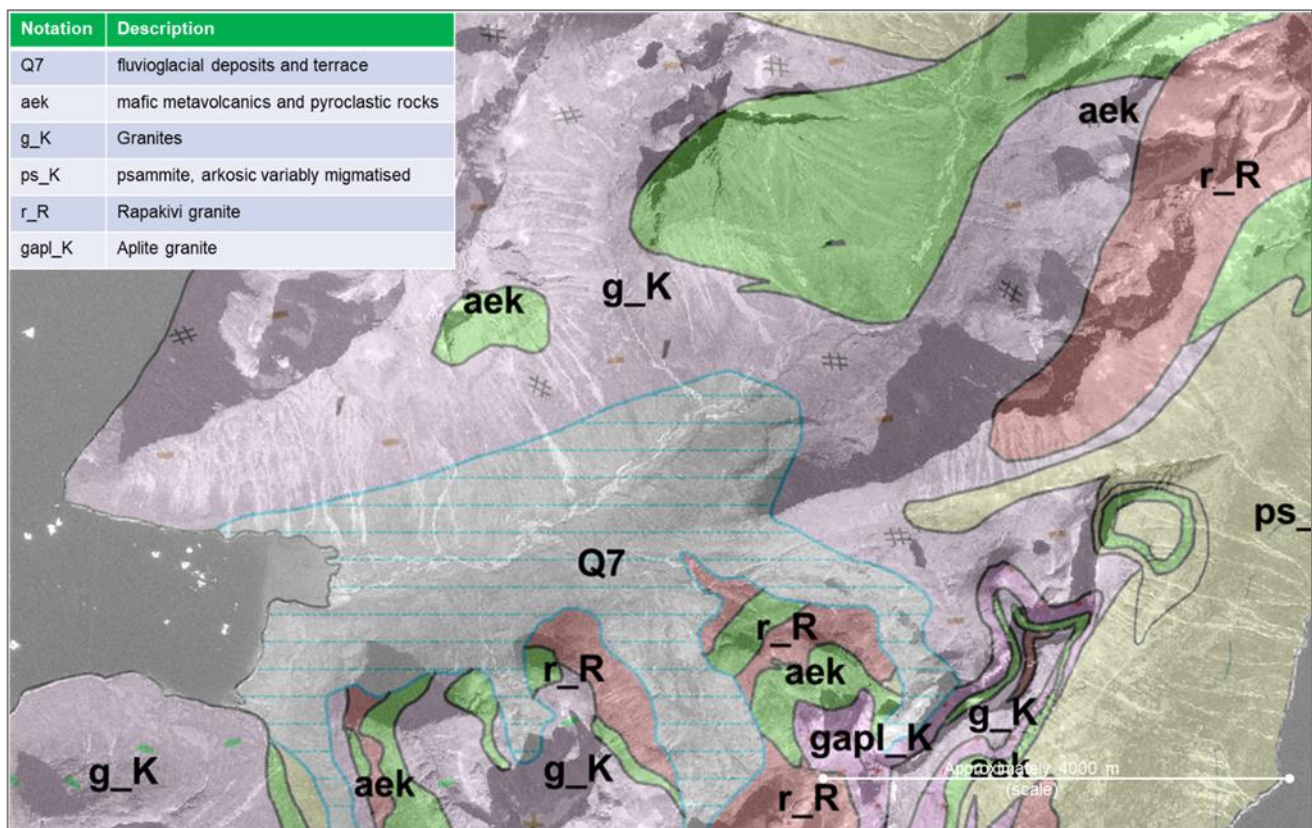 Notation Description
Q7 fluvioglacial deposits and terrace
aek mafic metavolcanics and pyroclastic rocks
g_K Granites
ps_K psammite, arkosic variably migmatised
r_R Rapakivi granite
gapl_K Aplite granite
aek
r_R
g_K
aek
ps_
Q7
r_R
r_R
aek
g_K
gapl_K
g_K
g_K
aek
aek
Approximately 4000 m
(scale)
r_R